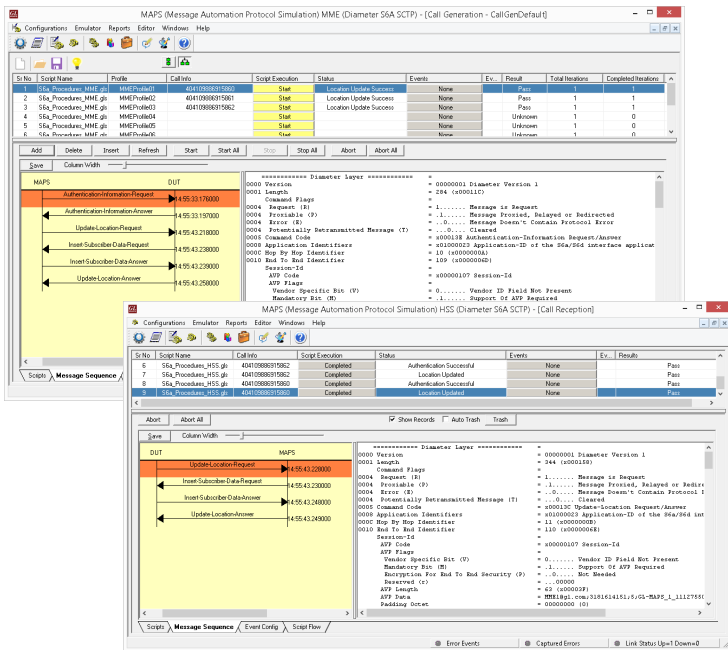 MAPS (Message Automation Protocol Simulation) MME (Diameter S6A SCTP) - [Call Generation - CallGenDefault]
Configurations Emulator Reports Editor Windows Help
Sr No Script Name Profile Call Info Script Execution Status Events Ev... Result Total Iterations Completed Iterations
1 S6a_Procedures_MME.gls MMEProfile01 404109886915860 Start Location Update Success None Pass 1 1
2 S6a_Procedures_MME.gls MMEProfile02 404109886915861 Start Location Update Success None Pass 1 1
3 S6a_Procedures_MME.gls MMEProfile03 404109886915862 Start Location Update Success None Pass 1 1
4 S6a_Procedures_MME.gls MMEProfile04 Start None Unknown 1 0
5 S6a_Procedures_MME.gls MMEProfile05 Start None Unknown 1 0
6 S6a_Procedures_MME.gls MMEProfile06 Start None Unknown 1 0
Add Delete Insert Refresh Start Start All Stop Stop All Abort Abort All
Save Column Width
MAPS DUT
Authentication-Information-Request
14:55:33.176000
Authentication-Information-Answer
14:55:33.197000
Update-Location-Request
14:55:43.218000
Insert-Subscriber-Data-Request
14:55:43.238000
Insert-Subscriber-Data-Answer
14:55:43.239000
Update-Location-Answer
14:55:43.258000
============ Diameter Layer ============ =
0000 Version = 00000001 Diameter Version 1
0001 Length = 284 (x00011C)
Command Flags =
0004 Request (R) = 1....... Message is Request
0004 Proxiable (P) = .1...... Message Proxied, Relayed or Redirected
0004 Error (E) = ..0..... Message Doesn't Contain Protocol Error
0004 Potentially Retransmitted Message (T) = ...0.... Cleared
0005 Command Code = x00013E Authentication-Information Request/Answer
0008 Application Identifiers = x01000023 Application-ID of the S6a/S6d interface applicat
000C Hop By Hop Identifier = 10 (x0000000A)
0010 End To End Identifier = 109 (x0000006D)
Session-Id =
AVP Code = x00000107 Session-Id
AVP Flags =
Vendor Specific Bit (V) = 0....... Vendor ID Field Not Present
Mandatory Bit (M) = .1...... Support Of AVP Required
Scripts Message Sequence
MAPS (Message Automation Protocol Simulation) HSS (Diameter S6A SCTP) - [Call Reception]
Configurations Emulator Reports Editor Windows Help
Sr No Script Name Call Info Script Execution Status Events Ev... Results
6 S6a_Procedures_HSS.gls 404109886915862 Completed Authentication Successful None Pass
7 S6a_Procedures_HSS.gls 404109886915862 Completed Location Updated None Pass
8 S6a_Procedures_HSS.gls 404109886915860 Completed Authentication Successful None Pass
9 S6a_Procedures_HSS.gls 404109886915860 Completed Location Updated None Pass
Abort Abort All Show Records Auto Trash Trash
Save Column Width
DUT MAPS
Update-Location-Request
14:55:43.228000
Insert-Subscriber-Data-Request
14:55:43.230000
Insert-Subscriber-Data-Answer
14:55:43.248000
Update-Location-Answer
14:55:43.249000
============ Diameter Layer ============ =
0000 Version = 00000001 Diameter Version 1
0001 Length = 344 (x000158)
Command Flags =
0004 Request (R) = 1....... Message is Request
0004 Proxiable (P) = .1...... Message Proxied, Relayed or Redire
0004 Error (E) = ..0..... Message Doesn't Contain Protocol E
0004 Potentially Retransmitted Message (T) = ...0.... Cleared
0005 Command Code = x00013C Update-Location Request/Answer
0008 Application Identifiers = x01000023 Application-ID of the S6a/S6d int
000C Hop By Hop Identifier = 11 (x0000000B)
0010 End To End Identifier = 110 (x0000006E)
Session-Id =
AVP Code = x00000107 Session-Id
AVP Flags =
Vendor Specific Bit (V) = 0....... Vendor ID Field Not Present
Mandatory Bit (M) = .1...... Support Of AVP Required
Encryption For End To End Security (P) = ..0..... Not Needed
Reserved (r) = ...00000
AVP Length = 63 (x00003F)
AVP Data = MME1@gl.com;3181614151;5;GL-MAPS_1_1112755(
Padding Octet = 00000000 (0)
Scripts Message Sequence Event Config Script Flow
Error Events Captured Errors Link Status Up=1 Down=0